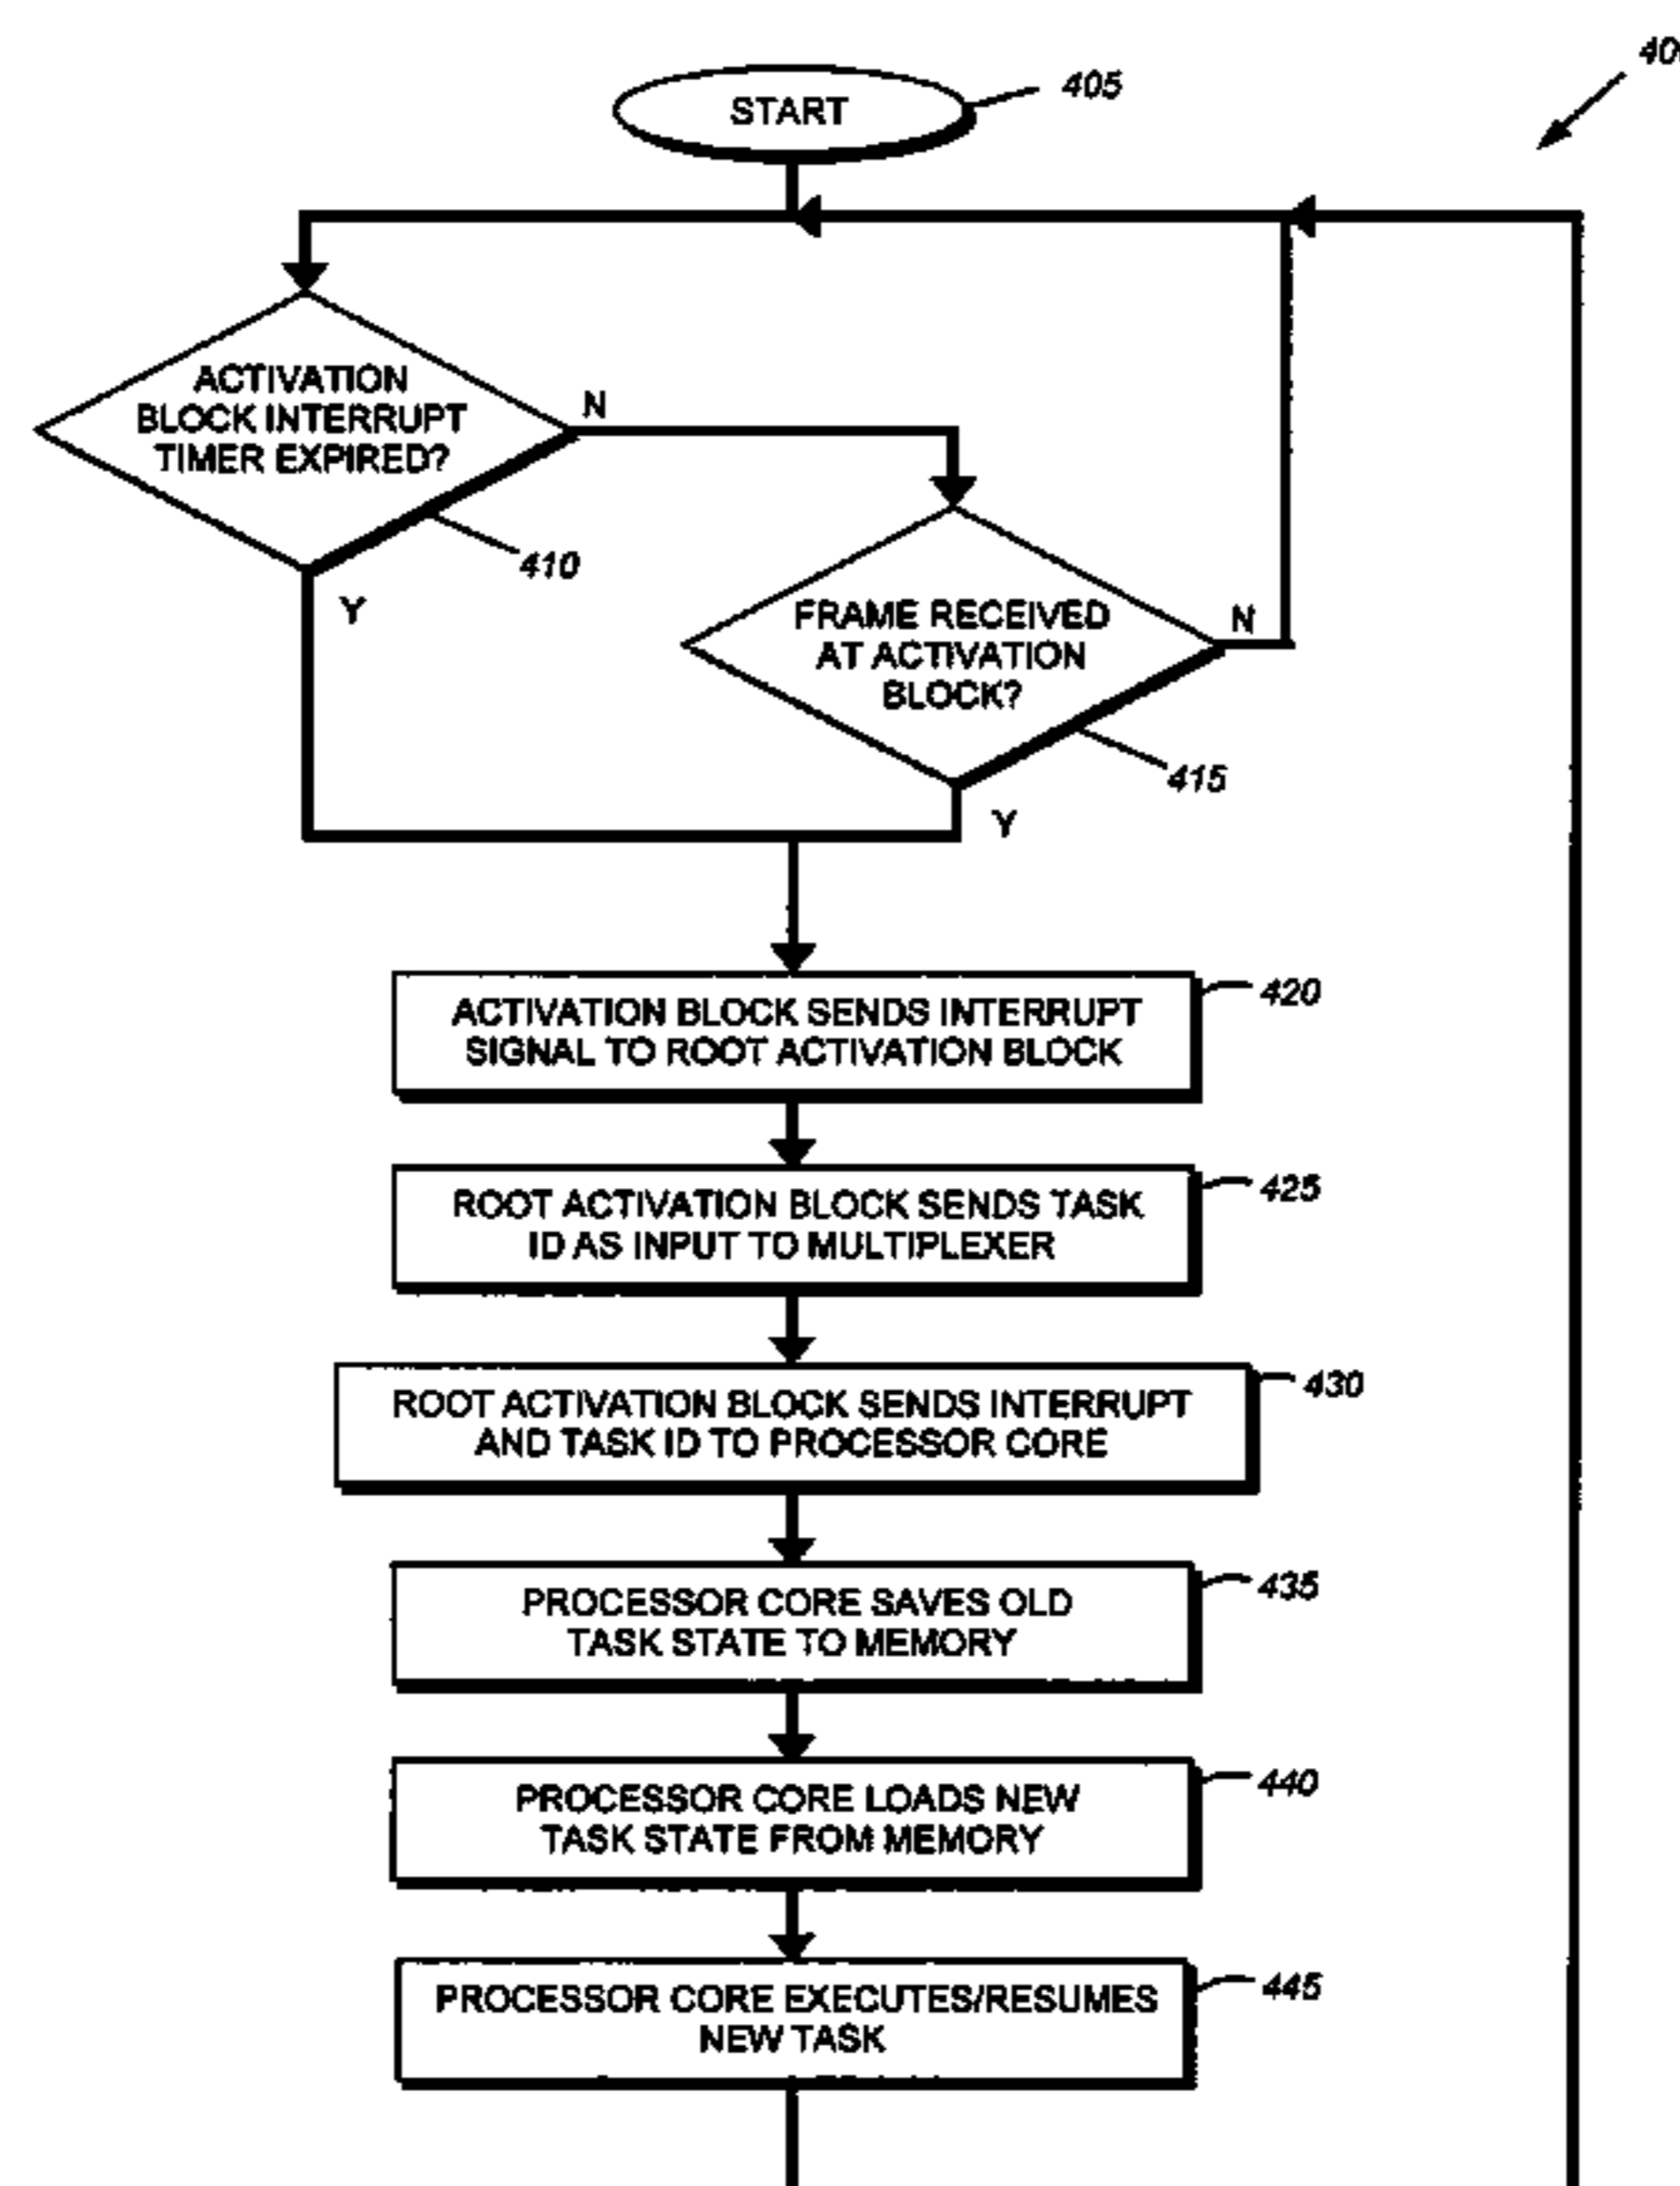 START
405
ACTIVATION
BLOCK INTERRUPT
TIMER EXPIRED?
N
410
Y
FRAME RECEIVED
AT ACTIVATION
BLOCK?
N
415
Y
ACTIVATION BLOCK SENDS INTERRUPT
SIGNAL TO ROOT ACTIVATION BLOCK
420
ROOT ACTIVATION BLOCK SENDS TASK
ID AS INPUT TO MULTIPLEXER
425
ROOT ACTIVATION BLOCK SENDS INTERRUPT
AND TASK ID TO PROCESSOR CORE
430
PROCESSOR CORE SAVES OLD
TASK STATE TO MEMORY
435
PROCESSOR CORE LOADS NEW
TASK STATE FROM MEMORY
440
PROCESSOR CORE EXECUTES/RESUMES
NEW TASK
445